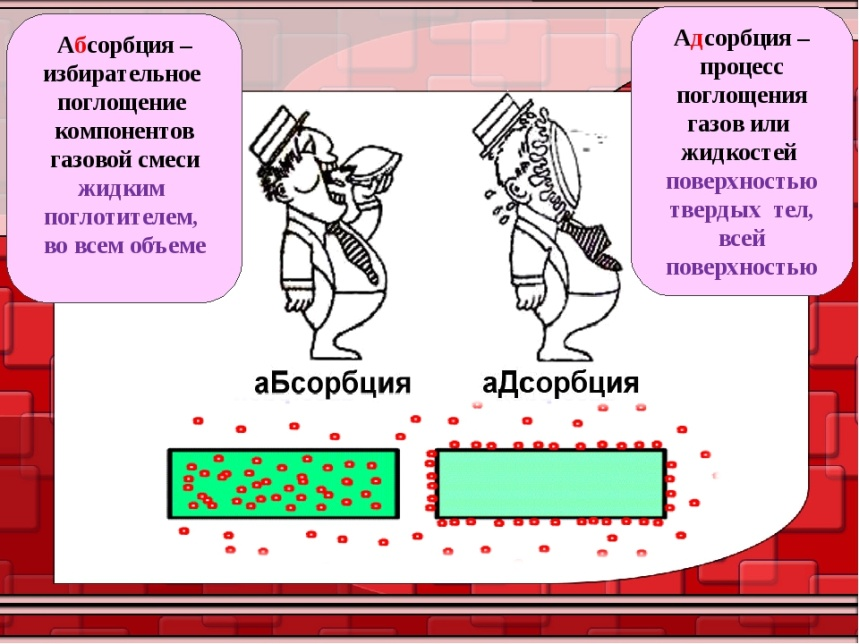 Абсорбция –
избирательное
поглощение
компонентов
газовой смеси
жидким
поглотителем,
во всем объеме
Адсорбция –
процесс
поглощения
газов или
жидкостей
поверхностью
твердых тел,
всей
поверхностью
аБсорбция
аДсорбция